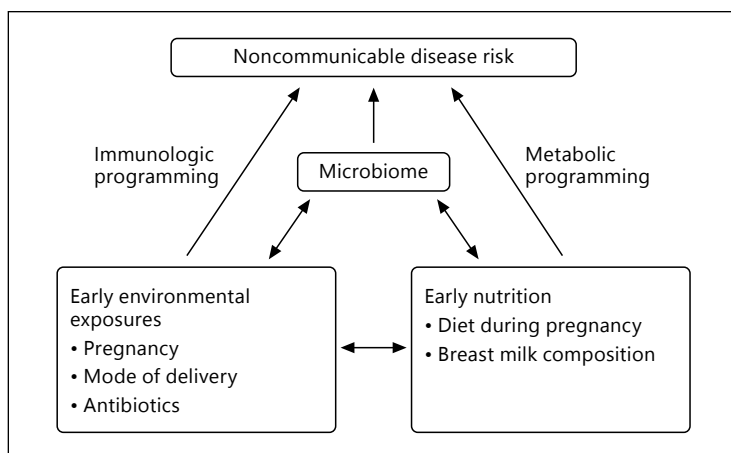 Noncommunicable disease risk
Immunologic
programming
Microbiome
Metabolic
programming
Early environmental
exposures
• Pregnancy
• Mode of delivery
• Antibiotics
Early nutrition
• Diet during pregnancy
• Breast milk composition